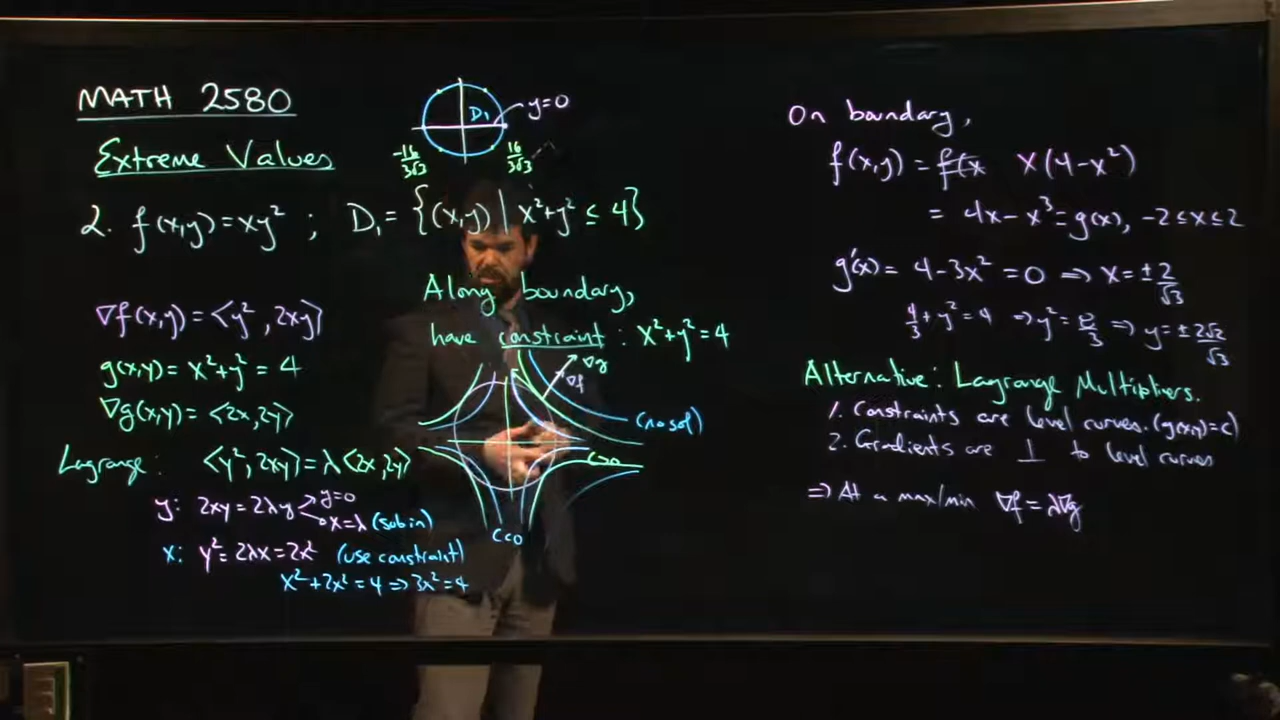 MATH 2580
Extreme Values
D₁
y=0
-16/3√3
16/3√3
2. f(x,y)=xy² ; D₁ = {(x,y) | x²+y² ≤ 4}
∇f(x,y)=⟨y², 2xy⟩
g(x,y)= x²+y² = 4
∇g(x,y)= ⟨2x,2y⟩
Lagrange: ⟨y², 2xy⟩=λ⟨2x,2y⟩
y: 2xy = 2λy
y=0
x=λ (sub in)
x: y²= 2λx = 2x² (use constraint)
x²+2x²=4 ⇒ 3x²=4
Along boundary,
have constraint : x²+y²=4
∇g
∇f
(no sol)
C>0
C<0
On boundary,
f(x,y) = f(x x(4-x²)
= 4x-x³=g(x), -2≤x≤2
g'(x)= 4-3x² =0 ⇒ x=±2/√3
4/3+y²=4 ⇒y²=8/3 ⇒ y=±2√2/√3
Alternative: Lagrange Multipliers.
1. Constraints are level curves. (g(x,y)=c)
2. Gradients are ⊥ to level curves
⇒ At a max/min ∇f=λ∇g